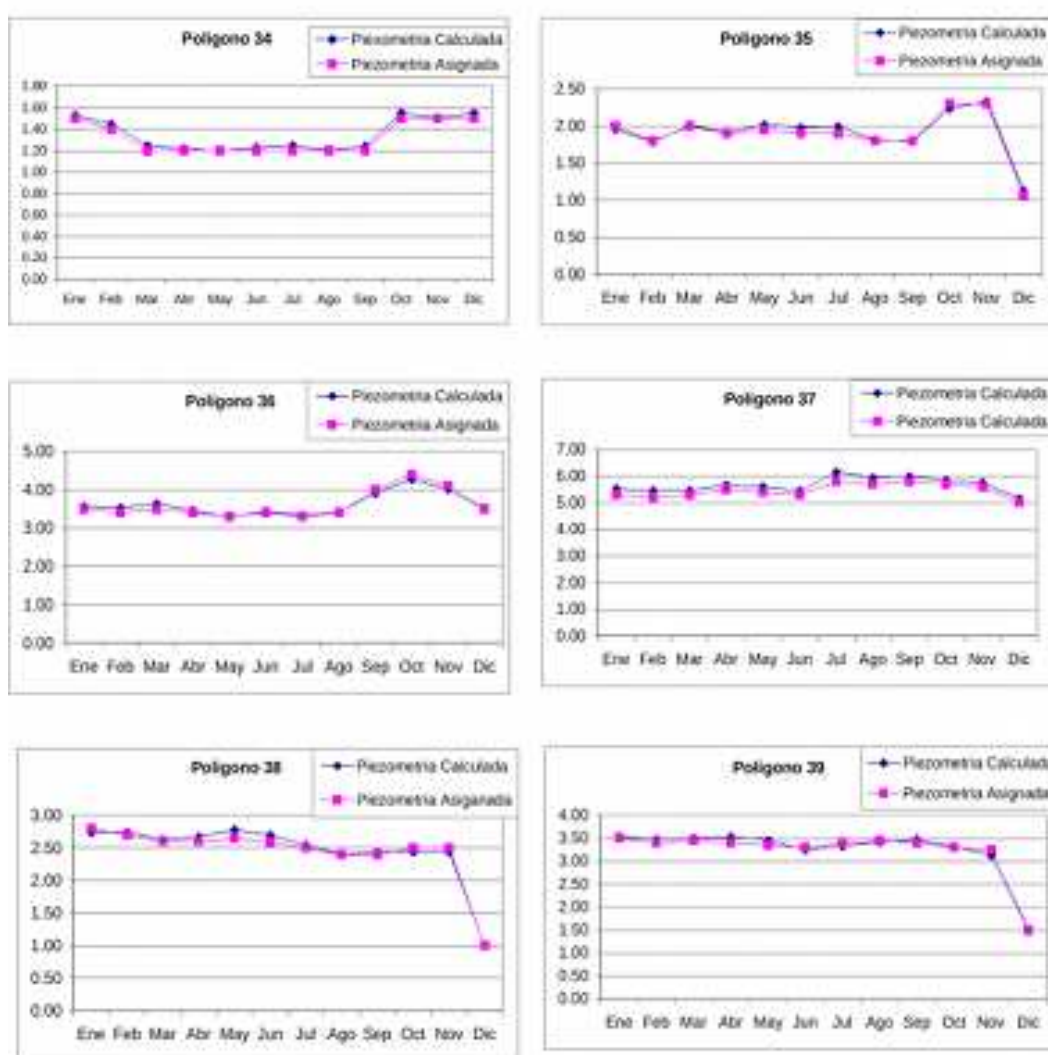 Poligono 34
Piexometria Calculada
Piezometria Asignada
1.80
1.60
1.40
1.20
1.00
0.80
0.60
0.40
0.20
0.00
Ene Feb Mar Abr May Jun Jul Ago Sep Oct Nov Dic
Poligono 35
Piezometria Calculada
Piezometria Asignada
2.50
2.00
1.50
1.00
0.50
0.00
Ene Feb Mar Abr May Jun Jul Ago Sep Oct Nov Dic
Poligono 36
Piezometria Calculada
Piezometria Asignada
5.00
4.00
3.00
2.00
1.00
0.00
Ene Feb Mar Abr May Jun Jul Ago Sep Oct Nov Dic
Poligono 37
Piezometria Calculada
Piezometria Calculada
7.00
6.00
5.00
4.00
3.00
2.00
1.00
0.00
Ene Feb Mar Abr May Jun Jul Ago Sep Oct Nov Dic
Poligono 38
Piezometria Calculada
Piezometria Asiganada
3.00
2.50
2.00
1.50
1.00
0.50
0.00
Ene Feb Mar Abr May Jun Jul Ago Sep Oct Nov Dic
Poligono 39
Piezometria Calculada
Piezometria Asignada
4.00
3.50
3.00
2.50
2.00
1.50
1.00
0.50
0.00
Ene Feb Mar Abr May Jun Jul Ago Sep Oct Nov Dic